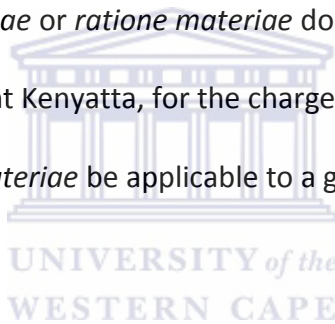 ae or ratione materiae do
t Kenyatta, for the charge
ateriae be applicable to a g
UNIVERSITY of the
WESTERN CAPE